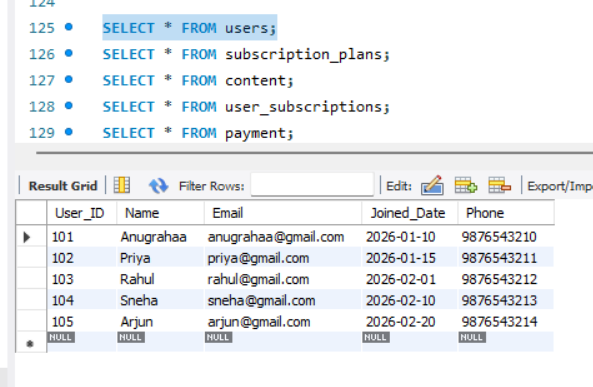 124
125 SELECT * FROM users;
126 SELECT * FROM subscription_plans;
127 SELECT * FROM content;
128 SELECT * FROM user_subscriptions;
129 SELECT * FROM payment;
Result Grid Filter Rows: Edit: Export/Impo
User_ID Name Email Joined_Date Phone
101 Anugrahaa anugrahaa@gmail.com 2026-01-10 9876543210
102 Priya priya@gmail.com 2026-01-15 9876543211
103 Rahul rahul@gmail.com 2026-02-01 9876543212
104 Sneha sneha@gmail.com 2026-02-10 9876543213
105 Arjun arjun@gmail.com 2026-02-20 9876543214
NULL NULL NULL NULL NULL